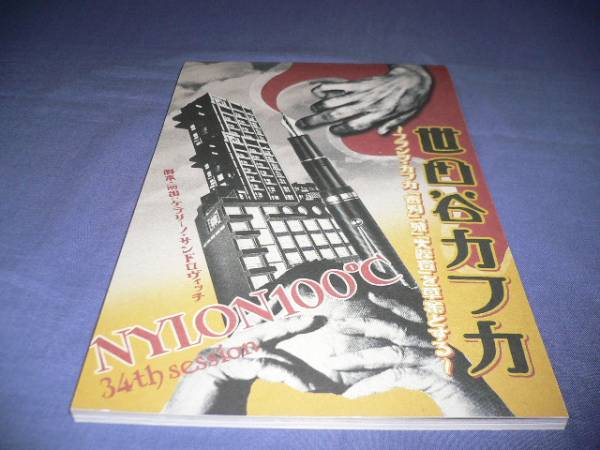 世田谷カフカ
～フランツ・カフカ「審判」「城」「失踪者」を草案とする～
脚本・演出=ケラリーノ・サンドロヴィッチ
NYLON100℃
34th session